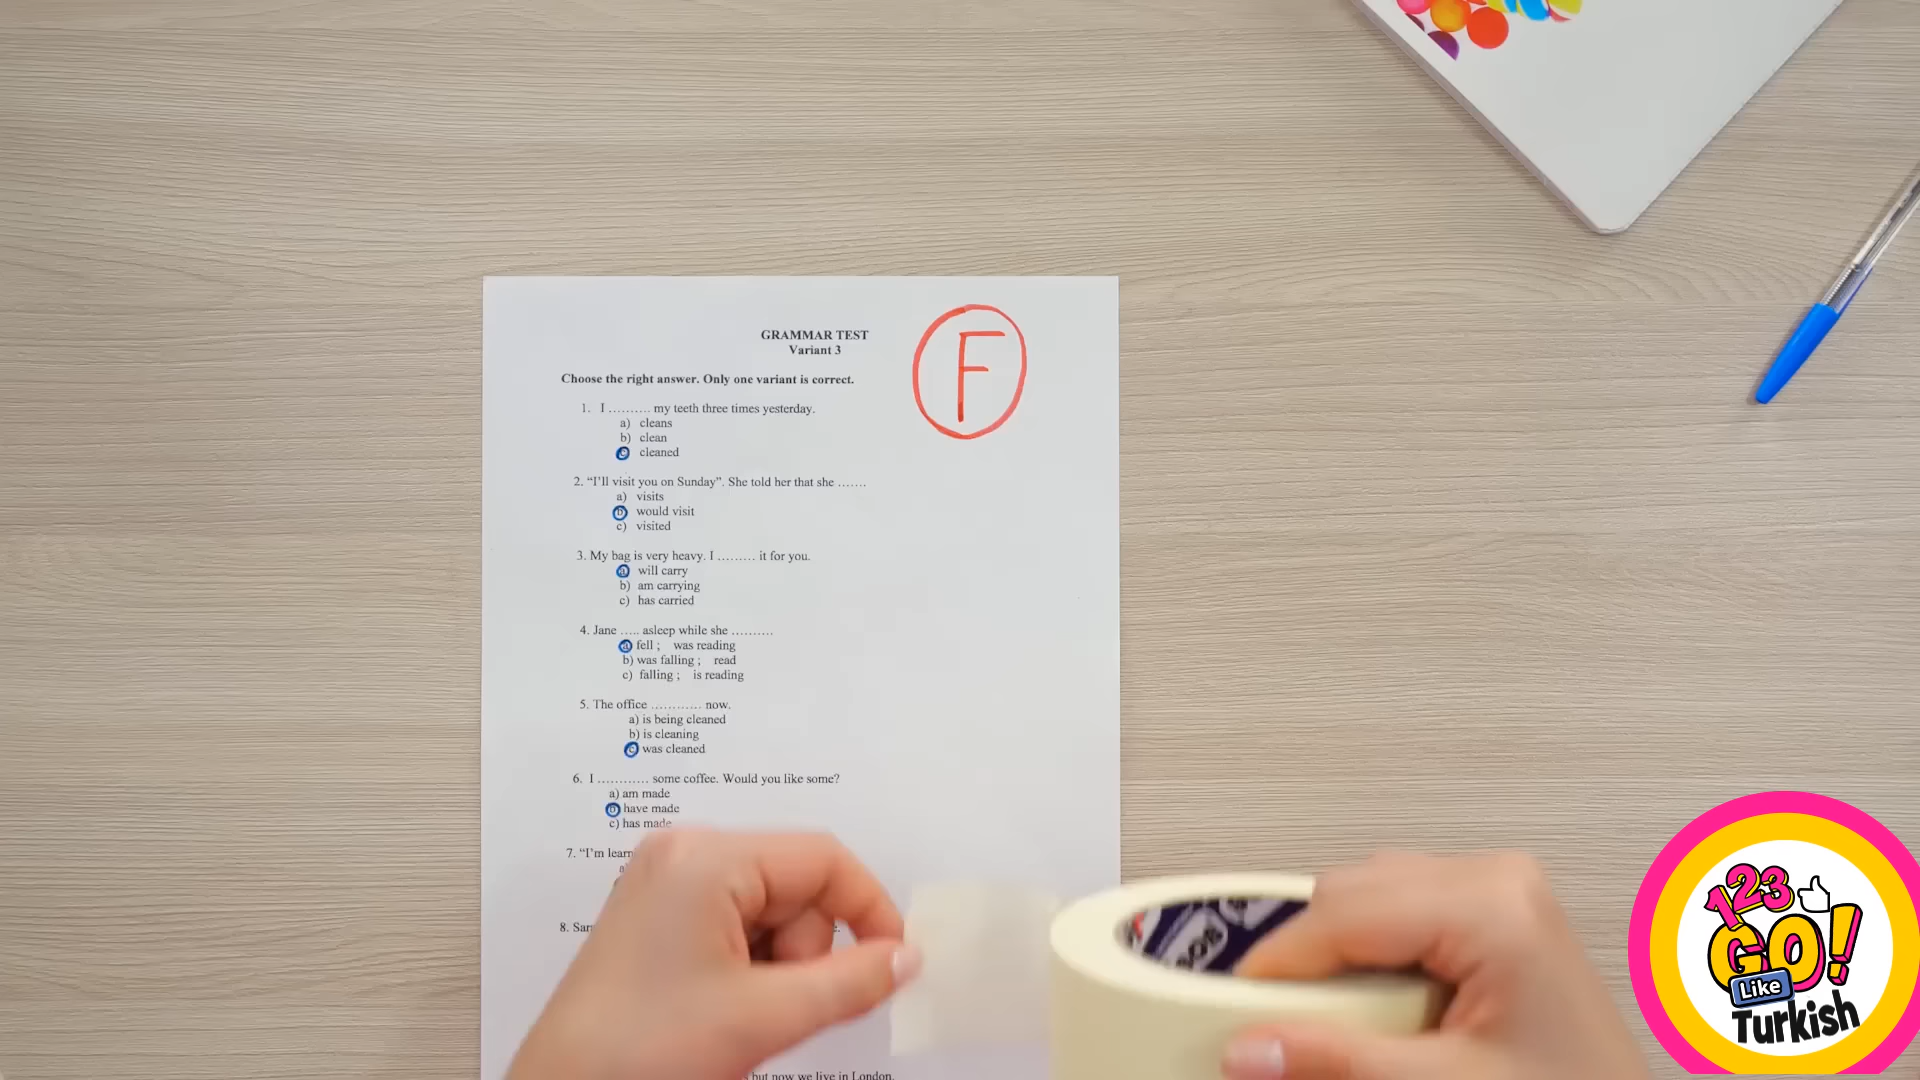 GRAMMAR TEST
Variant 3
F
Choose the right answer. Only one variant is correct.
1. I ......... my teeth three times yesterday.
a) cleans
b) clean
c cleaned
2. “I’ll visit you on Sunday”. She told her that she .......
a) visits
b would visit
c) visited
3. My bag is very heavy. I ......... it for you.
a will carry
b) am carrying
c) has carried
4. Jane ..... asleep while she ..........
a fell ; was reading
b) was falling ; read
c) falling ; is reading
5. The office ............ now.
a) is being cleaned
b) is cleaning
c was cleaned
6. I ............ some coffee. Would you like some?
a) am made
b have made
c) has made
7. “I’m
8.
but now we live in London.
123
GO!
Like
Turkish